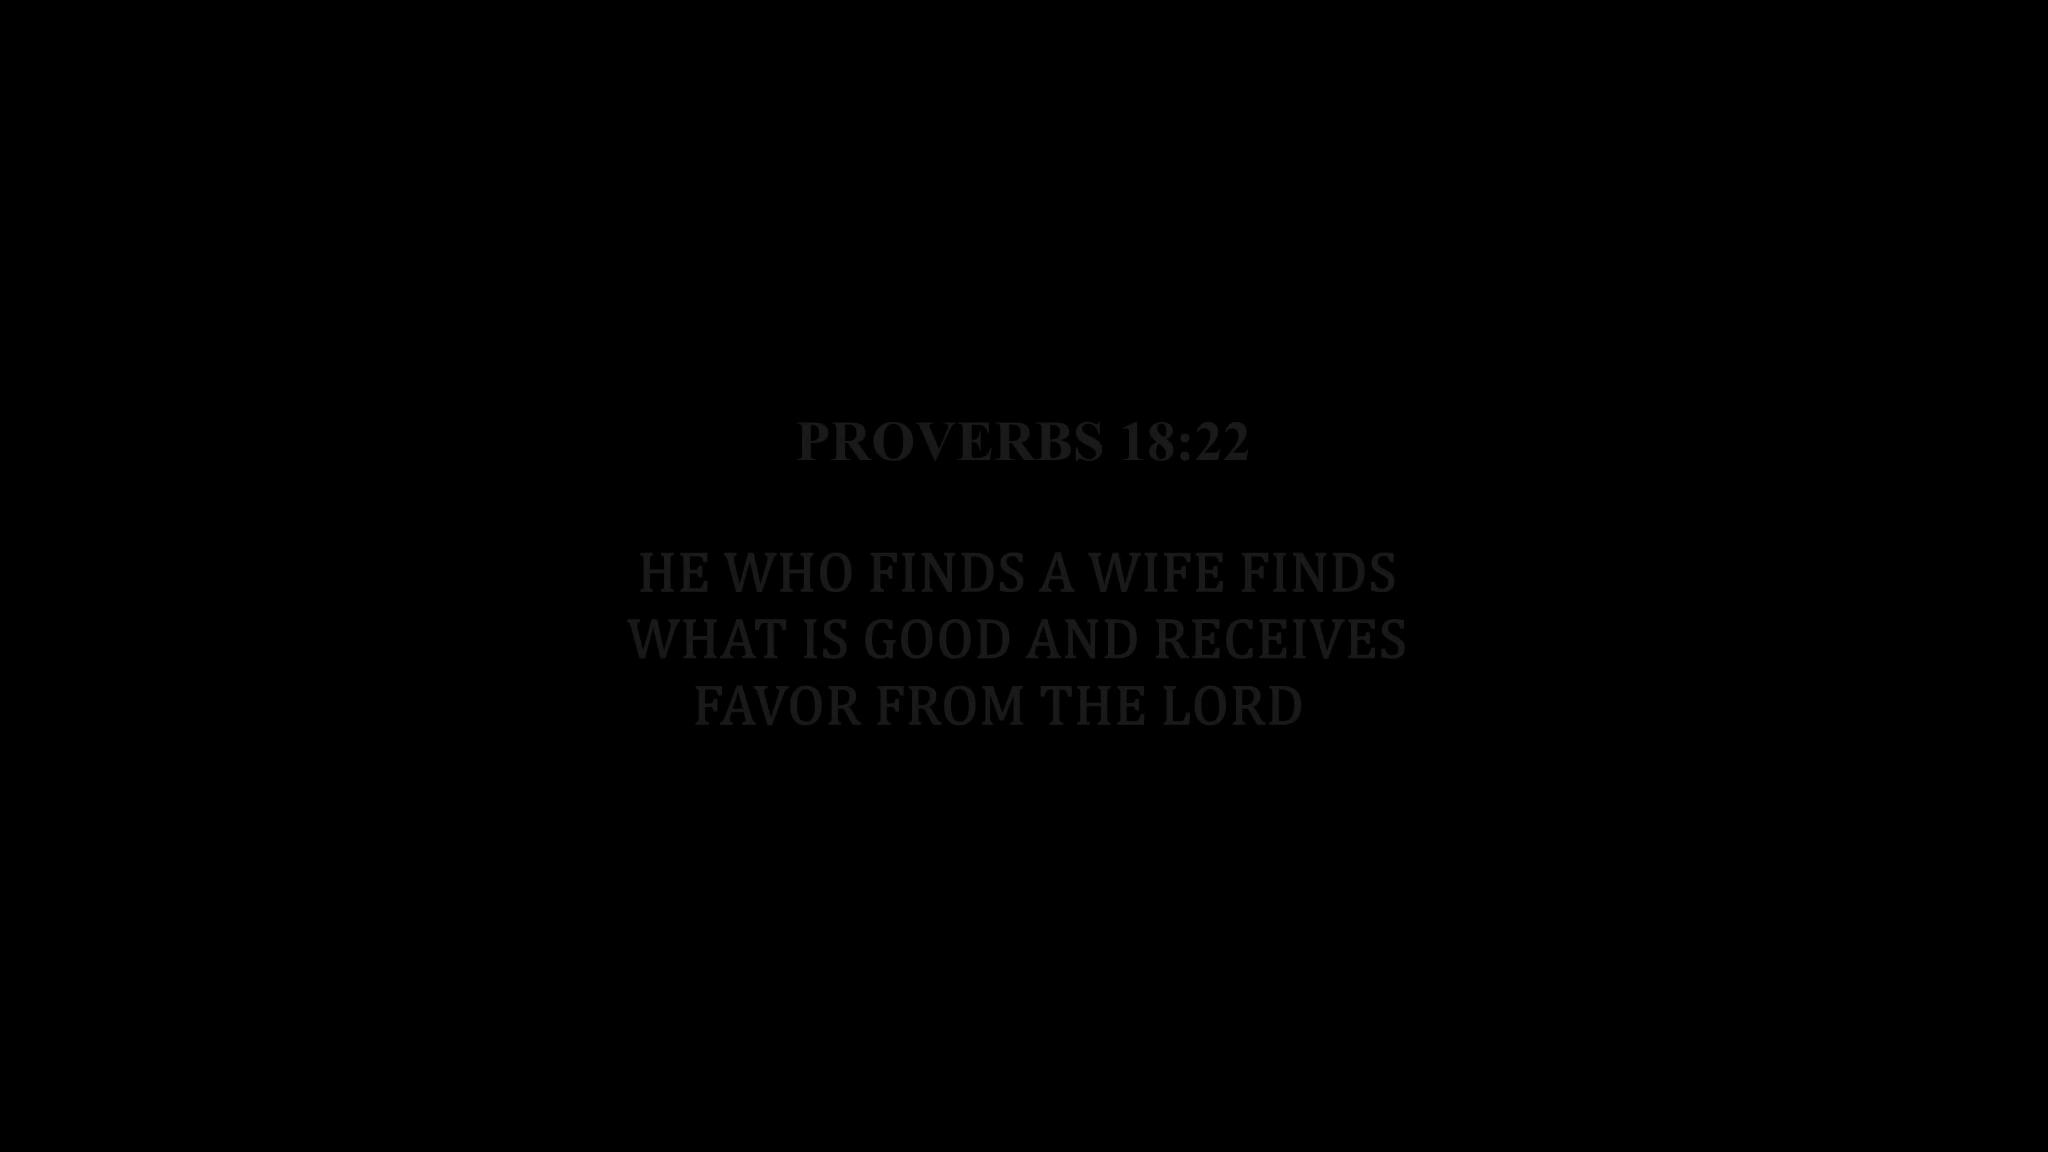 PROVERBS 18:22
HE WHO FINDS A WIFE FINDS
WHAT IS GOOD AND RECEIVES
FAVOR FROM THE LORD